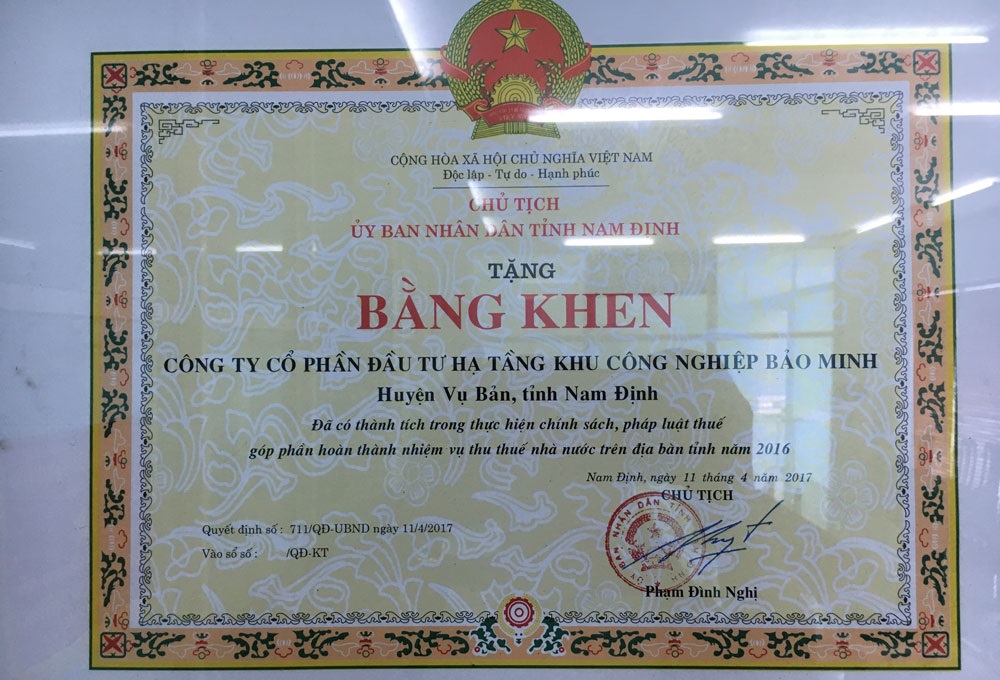 CỘNG HÒA XÃ HỘI CHỦ NGHĨA VIỆT NAM
Độc lập - Tự do - Hạnh phúc
CHỦ TỊCH
ỦY BAN NHÂN DÂN TỈNH NAM ĐỊNH
TẶNG
BẰNG KHEN
CÔNG TY CỔ PHẦN ĐẦU TƯ HẠ TẦNG KHU CÔNG NGHIỆP BẢO MINH
Huyện Vụ Bản, tỉnh Nam Định
Đã có thành tích trong thực hiện chính sách, pháp luật thuế
góp phần hoàn thành nhiệm vụ thu thuế nhà nước trên địa bàn tỉnh năm 2016
Nam Định, ngày 11 tháng 4 năm 2017
CHỦ TỊCH
Quyết định số : 711/QĐ-UBND ngày 11/4/2017
Vào sổ số : /QĐ-KT
ỦY BAN NHÂN DÂN TỈNH
Phạm Đình Nghị